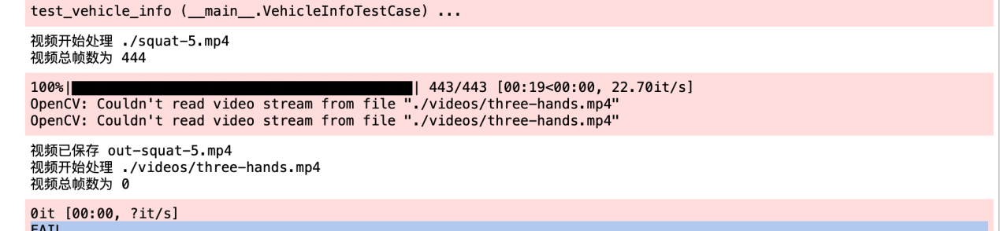 test_vehicle_info (__main__.VehicleInfoTestCase) ...
视频开始处理 ./squat-5.mp4
视频总帧数为 444
100%|██████████| 443/443 [00:19<00:00, 22.70it/s]
OpenCV: Couldn't read video stream from file "./videos/three-hands.mp4"
OpenCV: Couldn't read video stream from file "./videos/three-hands.mp4"
视频已保存 out-squat-5.mp4
视频开始处理 ./videos/three-hands.mp4
视频总帧数为 0
0it [00:00, ?it/s]
FAIL